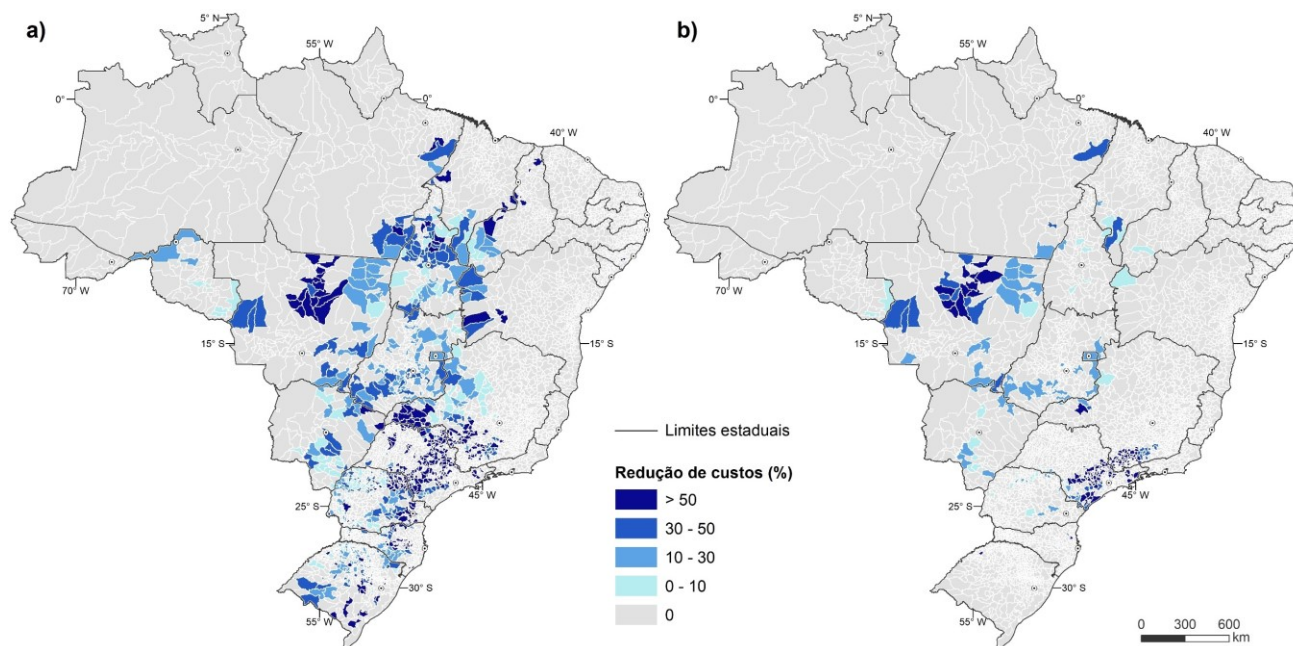 a)
5° N
55° W
0°
0°
40° W
70° W
15° S
15° S
25° S
45° W
30° S
55° W
Limites estaduais
Redução de custos (%)
> 50
30 - 50
10 - 30
0 - 10
0
b)
5° N
55° W
0°
0°
40° W
70° W
15° S
15° S
25° S
45° W
30° S
55° W
0 300 600
km